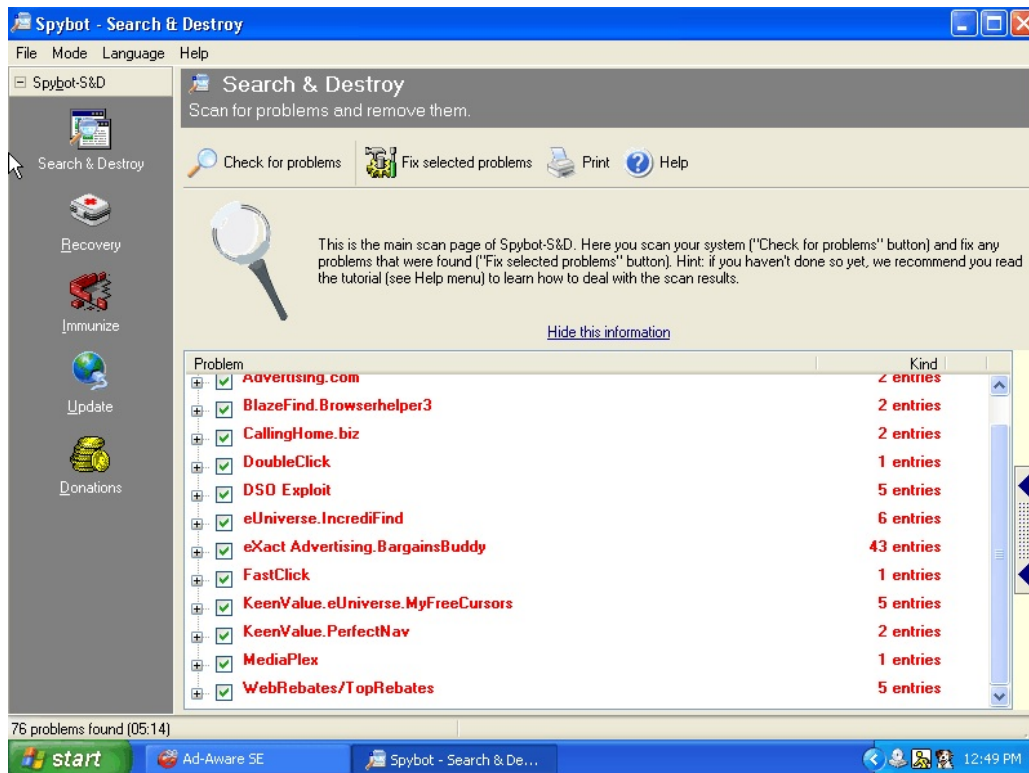 Spybot - Search & Destroy
File Mode Language Help
Spybot-S&D
Search & Destroy
Recovery
Immunize
Update
Donations
Search & Destroy
Scan for problems and remove them.
Check for problems Fix selected problems Print Help
This is the main scan page of Spybot-S&D. Here you scan your system ("Check for problems" button) and fix any
problems that were found ("Fix selected problems" button). Hint: if you haven't done so yet, we recommend you read
the tutorial (see Help menu) to learn how to deal with the scan results.
Hide this information
Problem Kind
Advertising.com 2 entries
BlazeFind.Browserhelper3 2 entries
CallingHome.biz 2 entries
DoubleClick 1 entries
DSO Exploit 5 entries
eUniverse.IncrediFind 6 entries
eXact Advertising.BargainsBuddy 43 entries
FastClick 1 entries
KeenValue.eUniverse.MyFreeCursors 5 entries
KeenValue.PerfectNav 2 entries
MediaPlex 1 entries
WebRebates/TopRebates 5 entries
76 problems found (05:14)
start Ad-Aware SE Spybot - Search & De... 12:49 PM